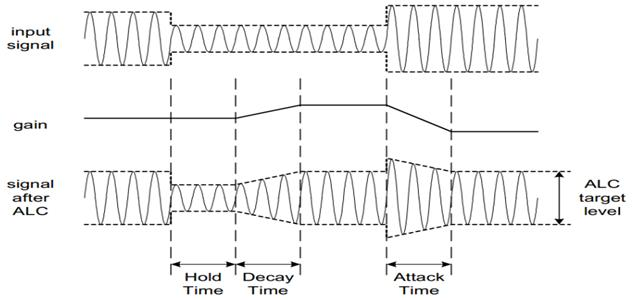 input
signal
gain
signal
after
ALC
ALC
target
level
Hold
Time
Decay
Time
Attack
Time